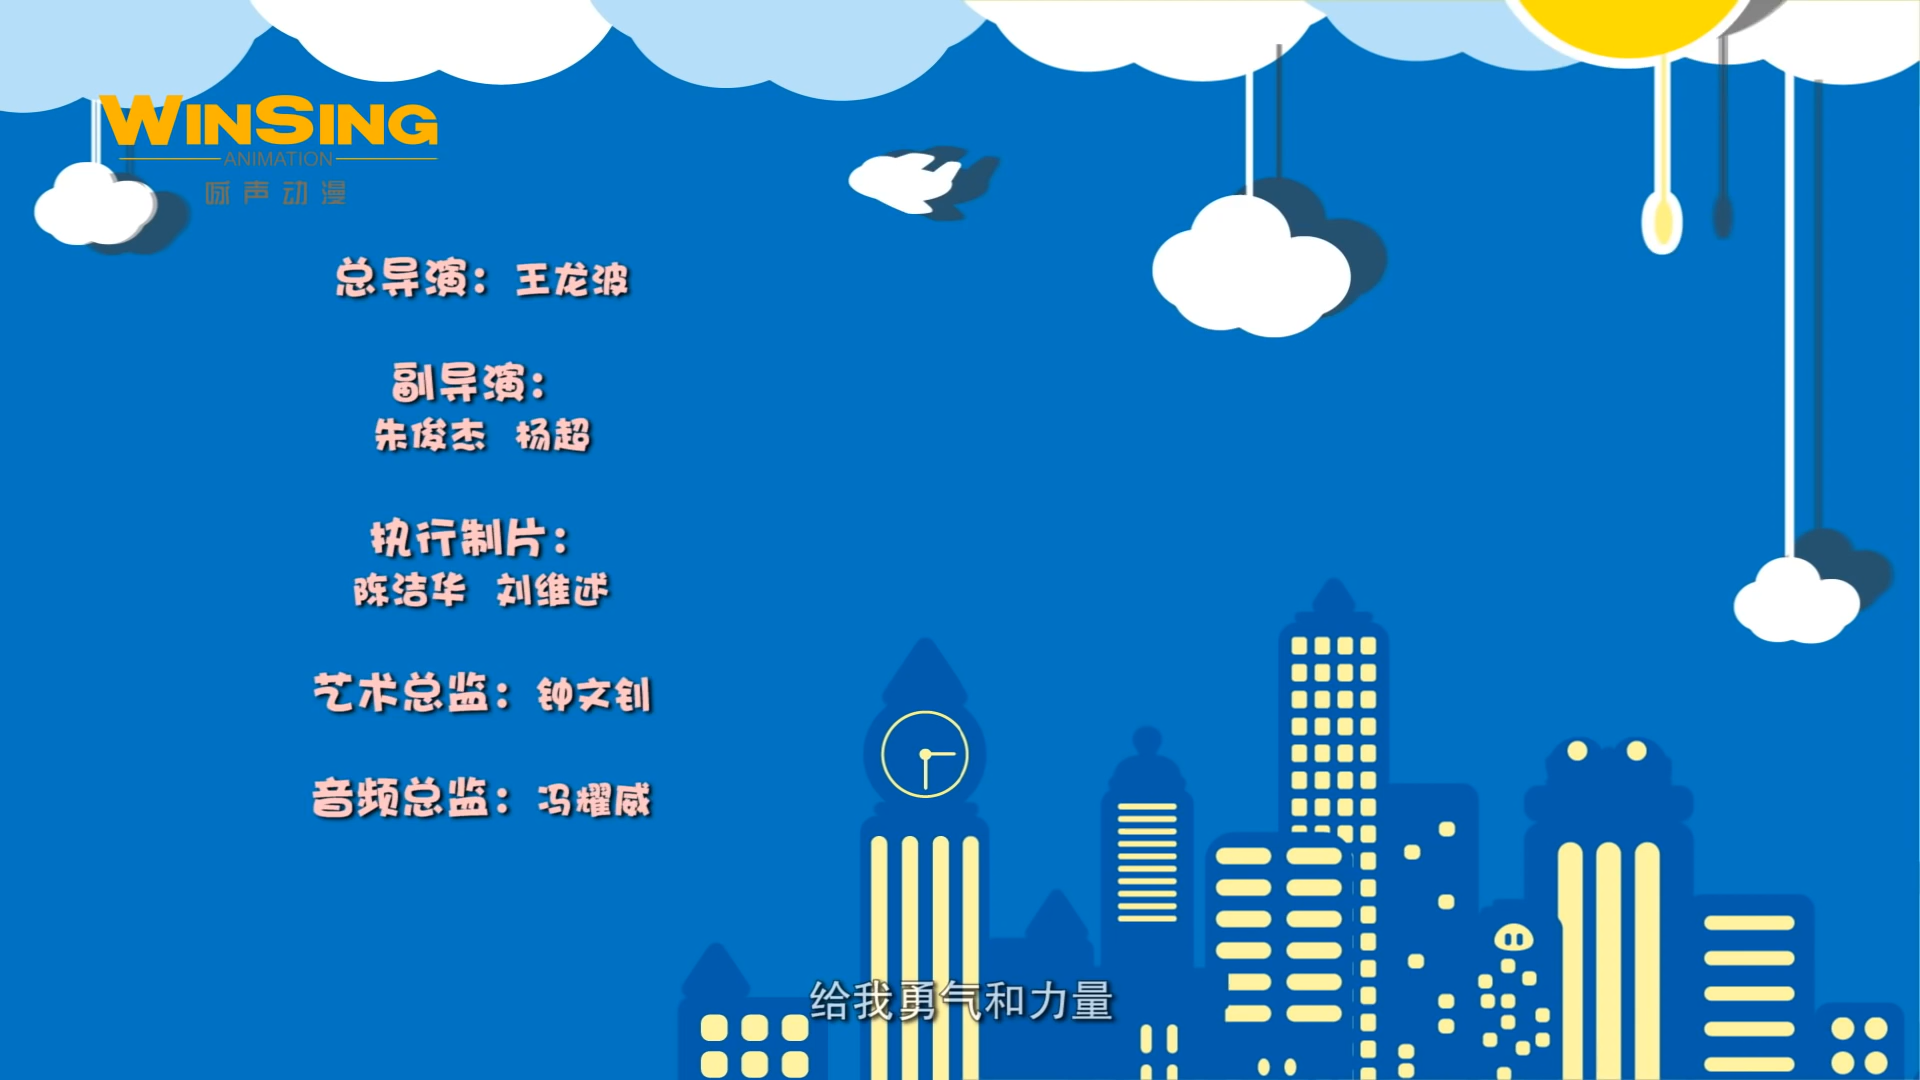 WINSING
ANIMATION
咏声动漫
总导演：王龙波
副导演：
朱俊杰 杨超
执行制片：
陈洁华 刘维述
艺术总监：钟文钊
音频总监：冯耀威
给我勇气和力量